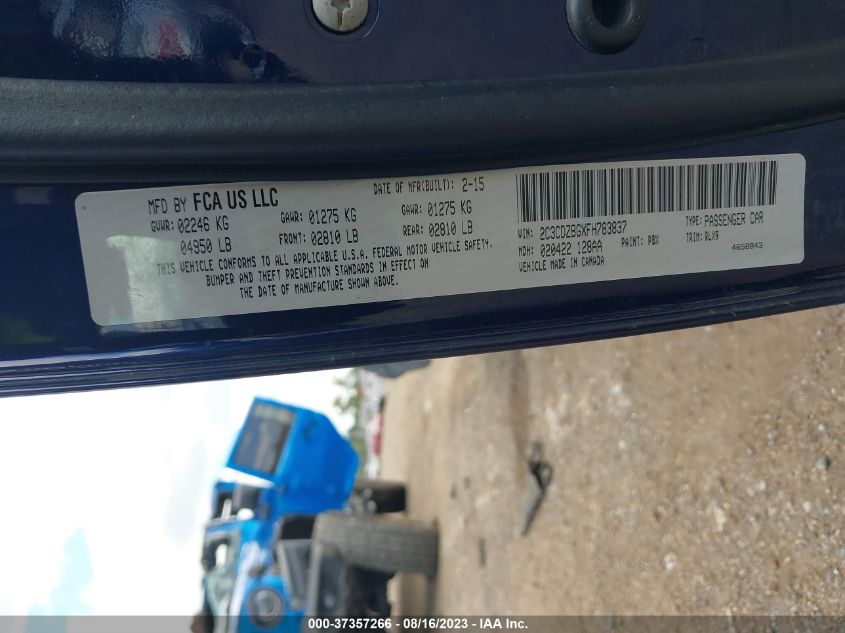 MFD BY FCA US LLC
DATE OF MFR(BUILT): 2-15
GVWR: 02246 KG
GAWR: 01275 KG
01275 KG
04950 LB
FRONT: 02810 LB
REAR: 02810 LB
THIS VEHICLE CONFORMS TO ALL APPLICABLE U.S.A. FEDERAL MOTOR VEHICLE SAFETY,
BUMPER AND THEFT PREVENTION STANDARDS IN EFFECT ON
THE DATE OF MANUFACTURE SHOWN ABOVE.
VIN: 2C3CDZBGXFH783837
TYPE: PASSENGER CAR
MDH: 020422 128AA
PAINT: PBX
TRIM: RLX9
VEHICLE MADE IN CANADA
4658843
000-37357266 - 08/16/2023 - IAA Inc.